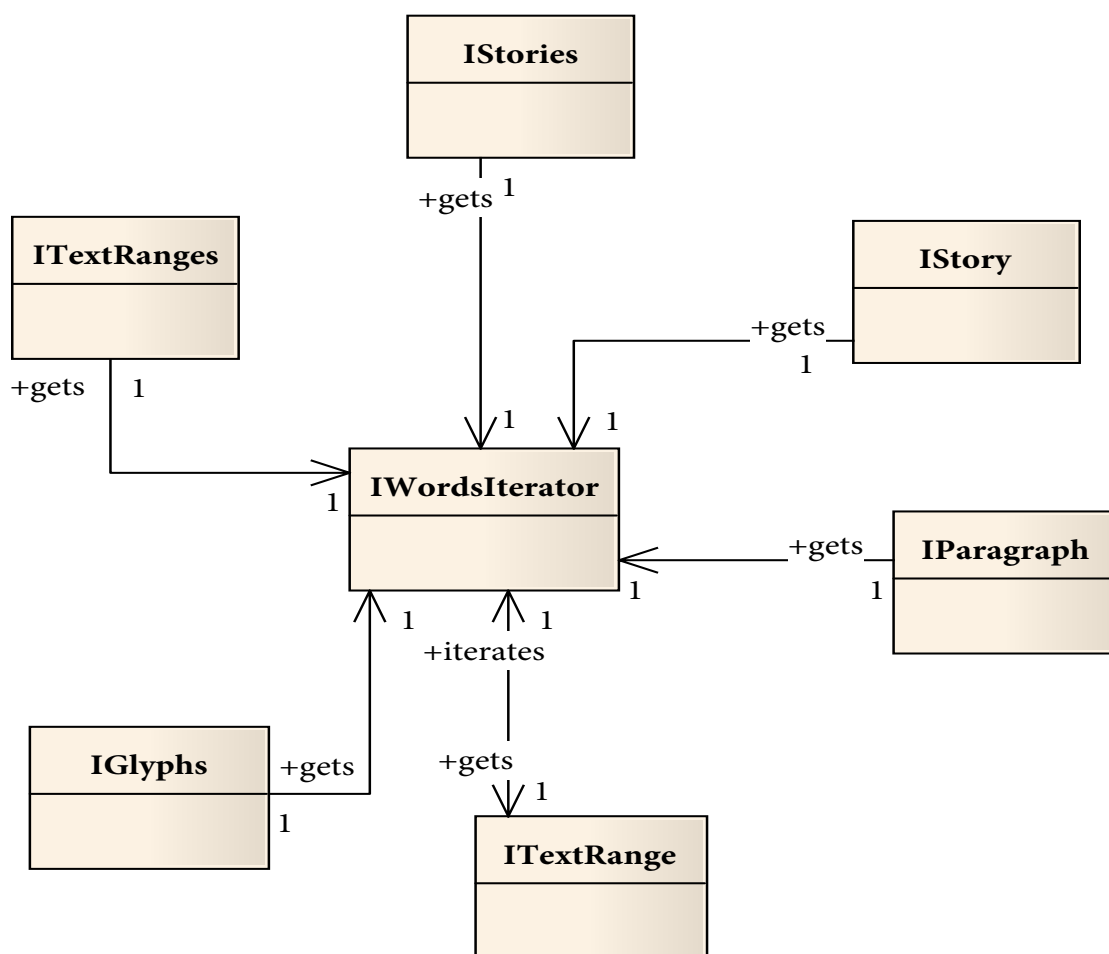 IStories
+gets 1
ITextRanges
IStory
+gets
1
+gets 1
1 1
IWordsIterator
1
+gets
IParagraph
1 1
1 1
+iterates
IGlyphs
+gets
1
+gets
1
ITextRange